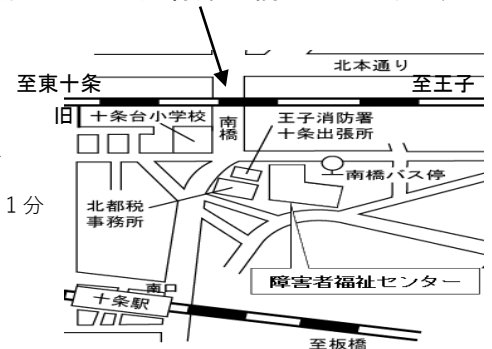 北本通り
至東十条
至王子
旧
十条台小学校
南橋
王子消防署
十条出張所
南橋バス停
1分
北都税
事務所
障害者福祉センター
南
十条駅
至板橋